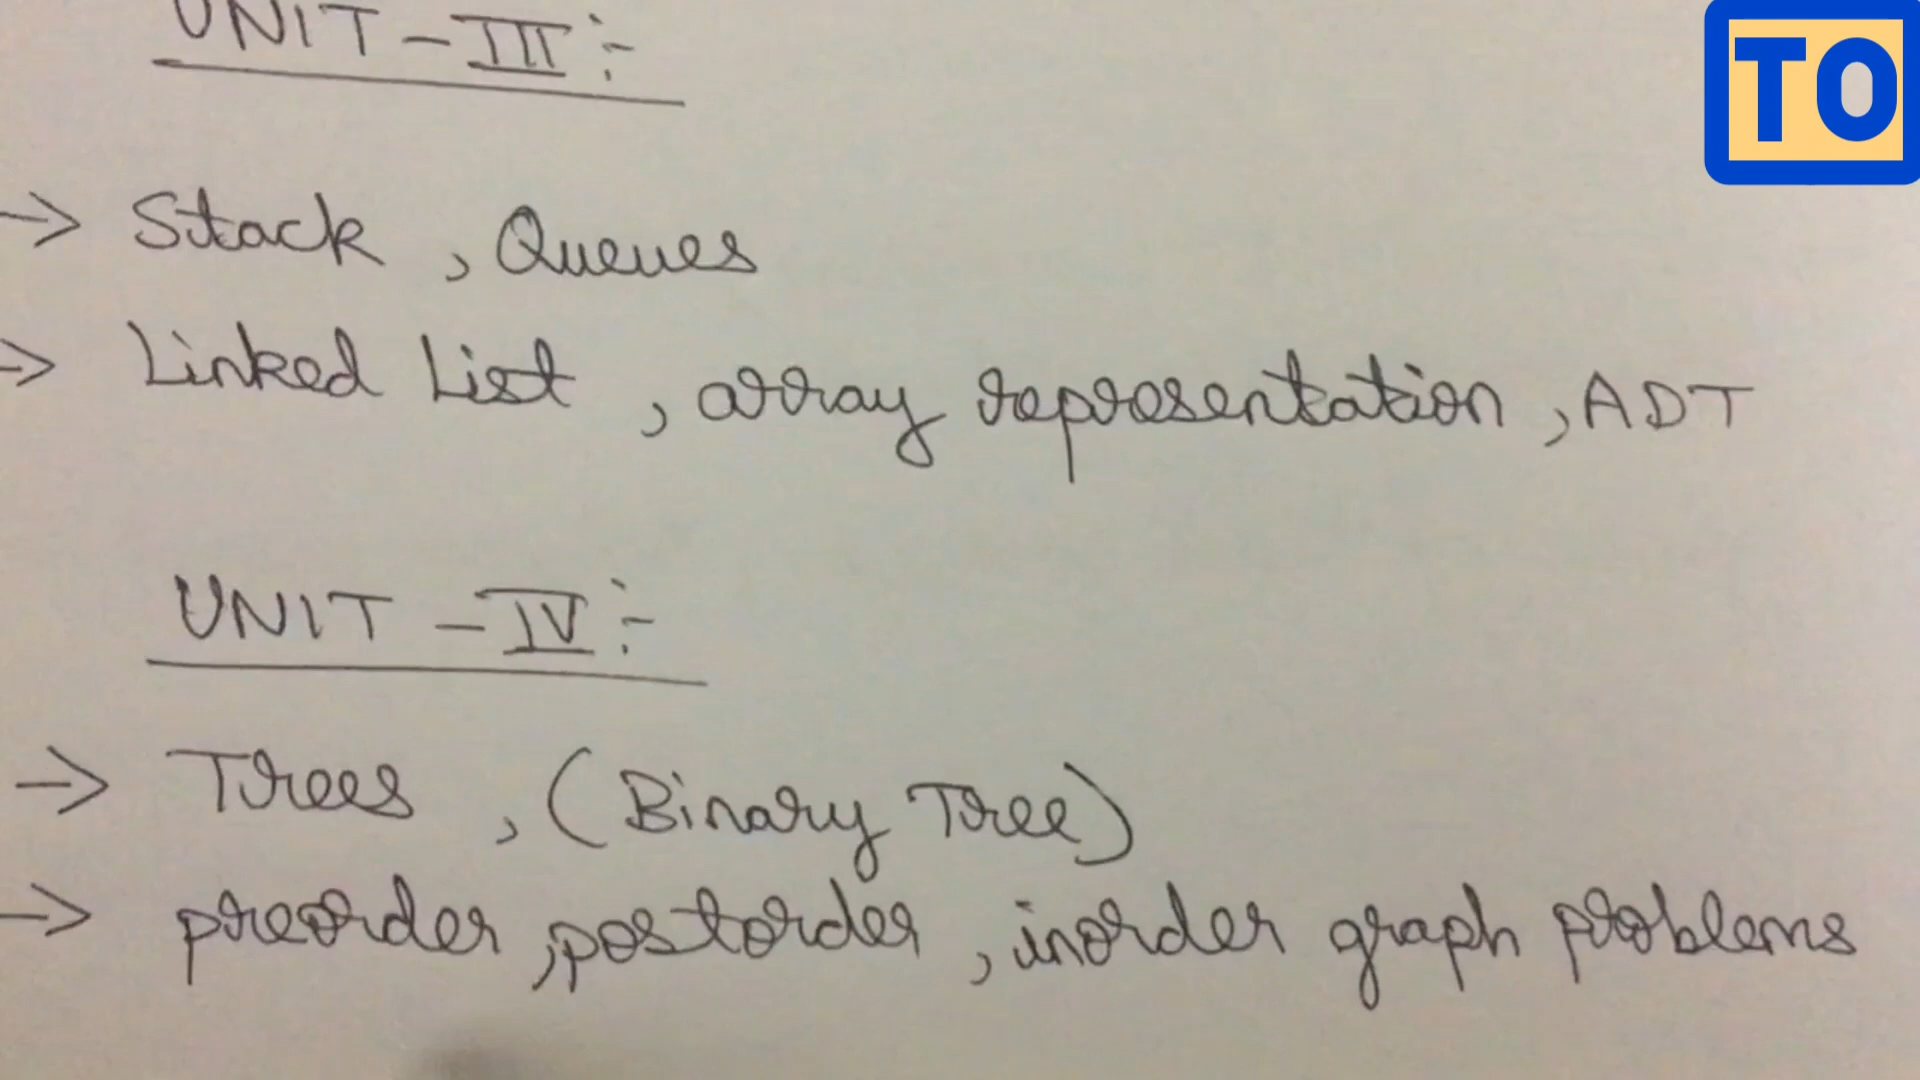 UNIT - III :-
TO
→ Stack , Queues
→ Linked List , array representation , ADT
UNIT - IV :-
→ Trees , (Binary Tree)
→ preorder , postorder , inorder graph problems